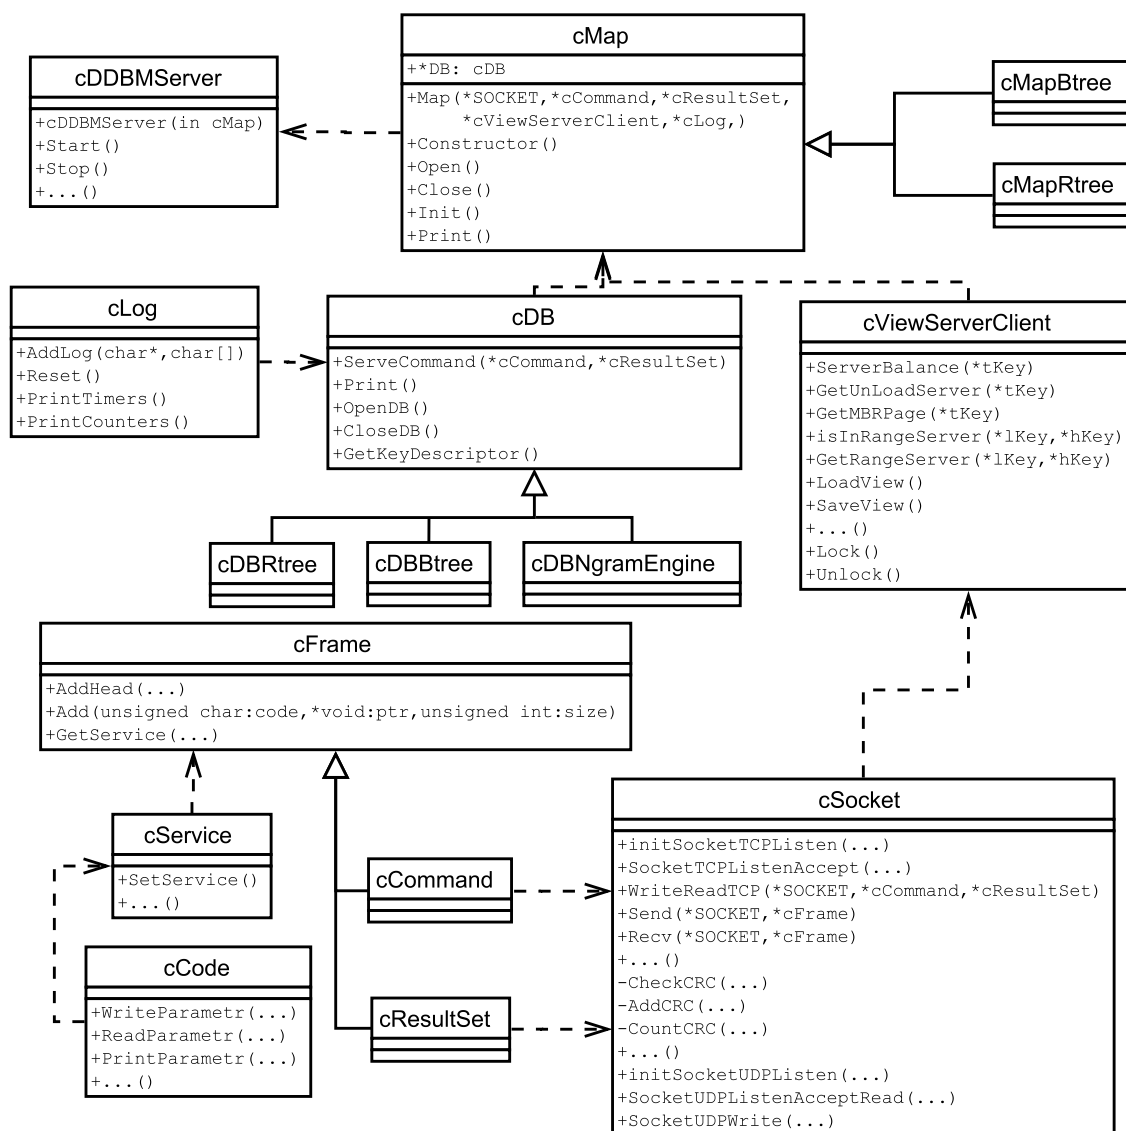 cMap
+*DB: cDB
+Map(*SOCKET,*cCommand,*cResultSet,
*cViewServerClient,*cLog,)
+Constructor()
+Open()
+Close()
+Init()
+Print()
cDDBMServer
+cDDBMServer(in cMap)
+Start()
+Stop()
+...()
cMapBtree
cMapRtree
cLog
+AddLog(char*,char[])
+Reset()
+PrintTimers()
+PrintCounters()
cDB
+ServeCommand(*cCommand,*cResultSet)
+Print()
+OpenDB()
+CloseDB()
+GetKeyDescriptor()
cViewServerClient
+ServerBalance(*tKey)
+GetUnLoadServer(*tKey)
+GetMBRPage(*tKey)
+isInRangeServer(*lKey,*hKey)
+GetRangeServer(*lKey,*hKey)
+LoadView()
+SaveView()
+...()
+Lock()
+Unlock()
cDBRtree
cDBBtree
cDBNgramEngine
cFrame
+AddHead(...)
+Add(unsigned char:code,*void:ptr,unsigned int:size)
+GetService(...)
cService
+SetService()
+...()
cCode
+WriteParametr(...)
+ReadParametr(...)
+PrintParametr(...)
+...()
cCommand
cResultSet
cSocket
+initSocketTCPListen(...)
+SocketTCPListenAccept(...)
+WriteReadTCP(*SOCKET,*cCommand,*cResultSet)
+Send(*SOCKET,*cFrame)
+Recv(*SOCKET,*cFrame)
+...()
-CheckCRC(...)
-AddCRC(...)
-CountCRC(...)
+...()
+initSocketUDPListen(...)
+SocketUDPListenAcceptRead(...)
+SocketUDPWrite(...)